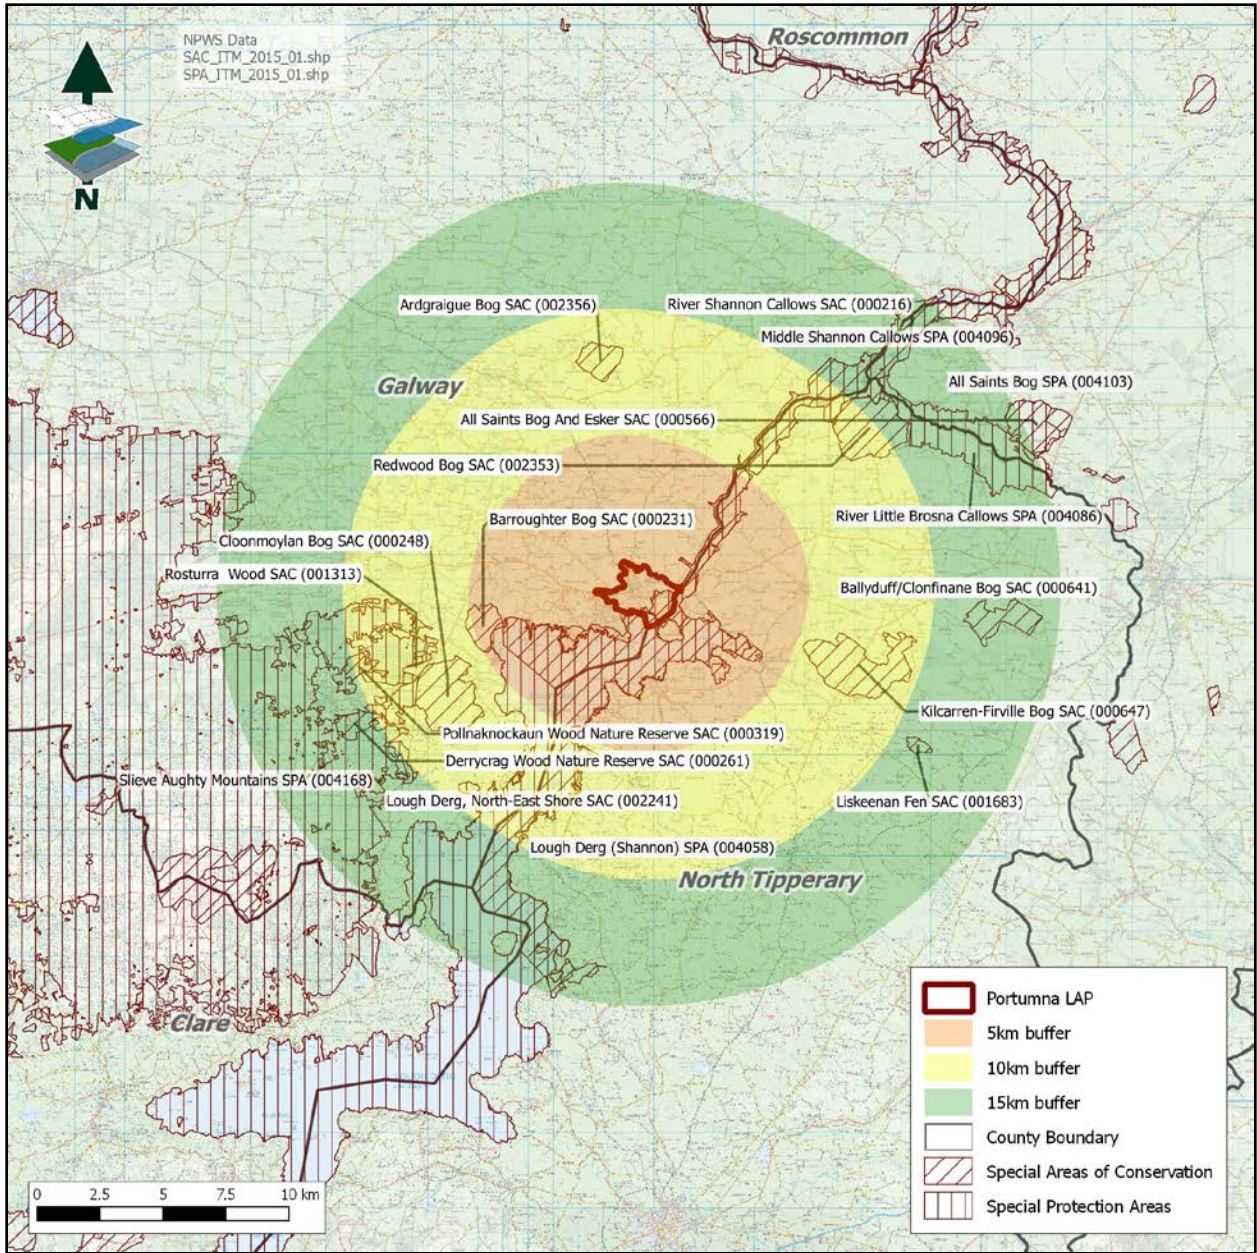 NPWS Data
SAC_ITM_2015_01.shp
SPA_ITM_2015_01.shp
Roscommon
N
Ardgraigue Bog SAC (002356)
River Shannon Callows SAC (000216)
Middle Shannon Callows SPA (004096)
Galway
All Saints Bog SPA (004103)
All Saints Bog And Esker SAC (000566)
Redwood Bog SAC (002353)
Barroughter Bog SAC (000231)
River Little Brosna Callows SPA (004086)
Cloonmoylan Bog SAC (000248)
Rosturra Wood SAC (001313)
Ballyduff/Clonfinane Bog SAC (000641)
Kilcarren-Firville Bog SAC (000647)
Pollnaknockaun Wood Nature Reserve SAC (000319)
Derrycrag Wood Nature Reserve SAC (000261)
Slieve Aughty Mountains SPA (004168)
Lough Derg, North-East Shore SAC (002241)
Liskeenan Fen SAC (001683)
Lough Derg (Shannon) SPA (004058)
North Tipperary
Clare
Portumna LAP
5km buffer
10km buffer
15km buffer
County Boundary
Special Areas of Conservation
Special Protection Areas
0 2.5 5 7.5 10 km